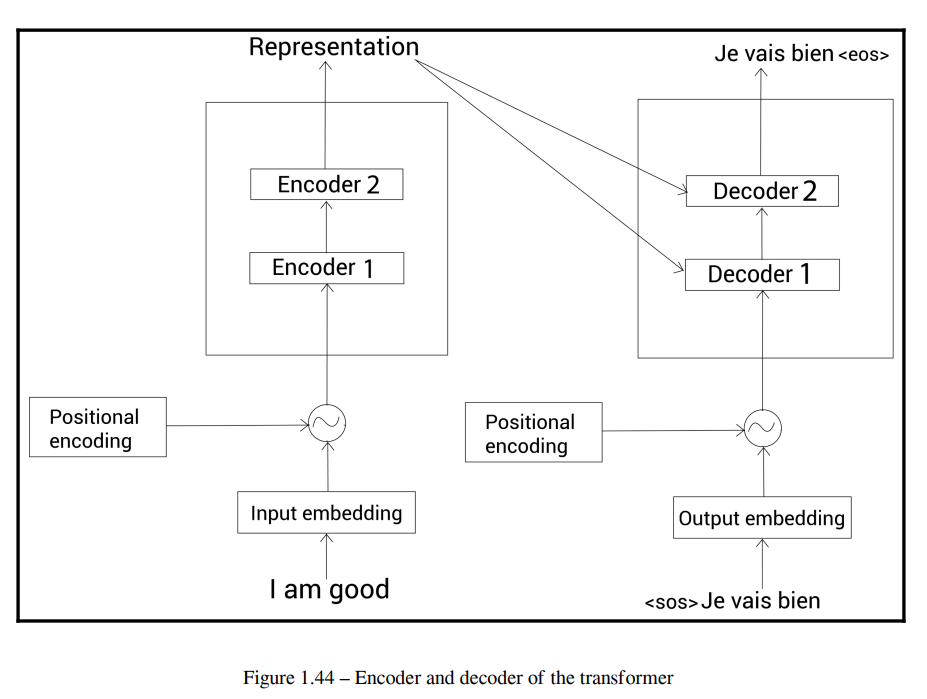 Representation
Je vais bien <eos>
Encoder 2
Decoder 2
Encoder 1
Decoder 1
Positional
encoding
Positional
encoding
Input embedding
Output embedding
I am good
<sos> Je vais bien
Figure 1.44 – Encoder and decoder of the transformer